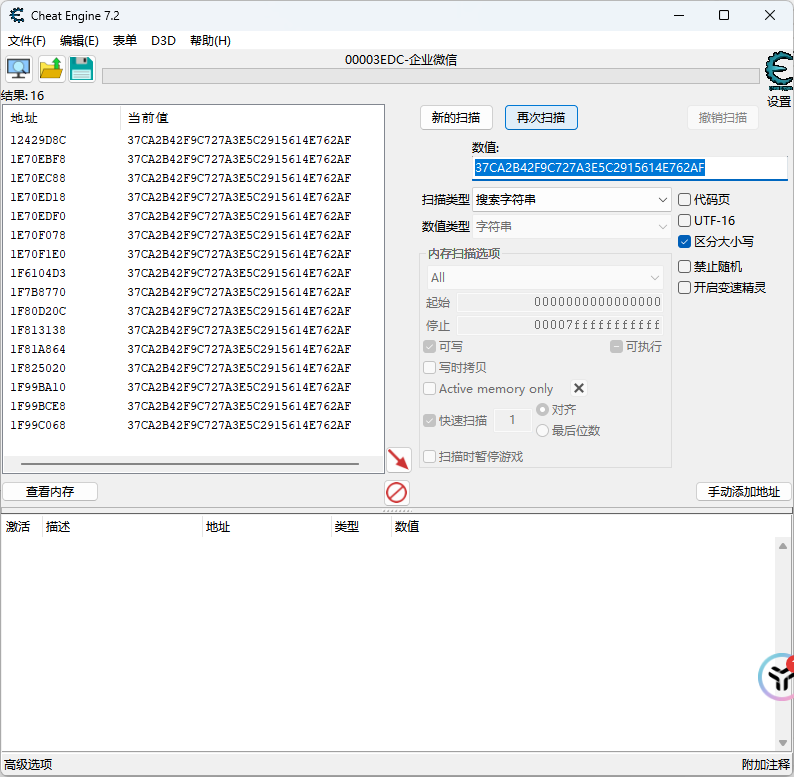 Cheat Engine 7.2
文件(F) 编辑(E) 表单 D3D 帮助(H)
00003EDC-企业微信
设置
结果: 16
地址 当前值
12429D8C 37CA2B42F9C727A3E5C2915614E762AF
1E70EBF8 37CA2B42F9C727A3E5C2915614E762AF
1E70EC88 37CA2B42F9C727A3E5C2915614E762AF
1E70ED18 37CA2B42F9C727A3E5C2915614E762AF
1E70EDF0 37CA2B42F9C727A3E5C2915614E762AF
1E70F078 37CA2B42F9C727A3E5C2915614E762AF
1E70F1E0 37CA2B42F9C727A3E5C2915614E762AF
1F6104D3 37CA2B42F9C727A3E5C2915614E762AF
1F7B8770 37CA2B42F9C727A3E5C2915614E762AF
1F80D20C 37CA2B42F9C727A3E5C2915614E762AF
1F813138 37CA2B42F9C727A3E5C2915614E762AF
1F81A864 37CA2B42F9C727A3E5C2915614E762AF
1F825020 37CA2B42F9C727A3E5C2915614E762AF
1F99BA10 37CA2B42F9C727A3E5C2915614E762AF
1F99BCE8 37CA2B42F9C727A3E5C2915614E762AF
1F99C068 37CA2B42F9C727A3E5C2915614E762AF
新的扫描 再次扫描 撤销扫描
数值:
37CA2B42F9C727A3E5C2915614E762AF
扫描类型 搜索字符串
数值类型 字符串
代码页
UTF-16
区分大小写
禁止随机
开启变速精灵
内存扫描选项
All
起始 0000000000000000
停止 00007fffffffffff
可写 可执行
写时拷贝
Active memory only
快速扫描 1 对齐
最后位数
扫描时暂停游戏
查看内存 手动添加地址
激活 描述 地址 类型 数值
高级选项 附加注释